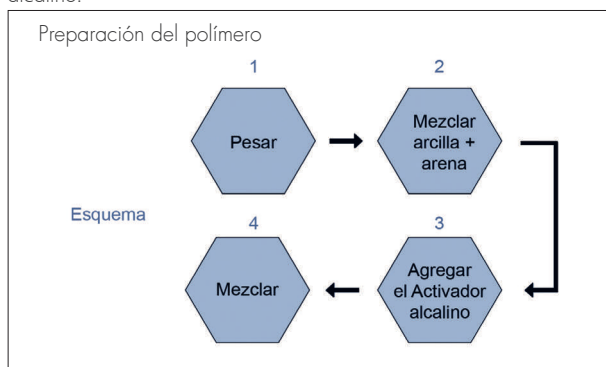 alcalino.
Preparación del polímero
1
2
Pesar
Mezclar
arcilla +
arena
Esquema
4
3
Mezclar
Agregar
el Activador
alcalino